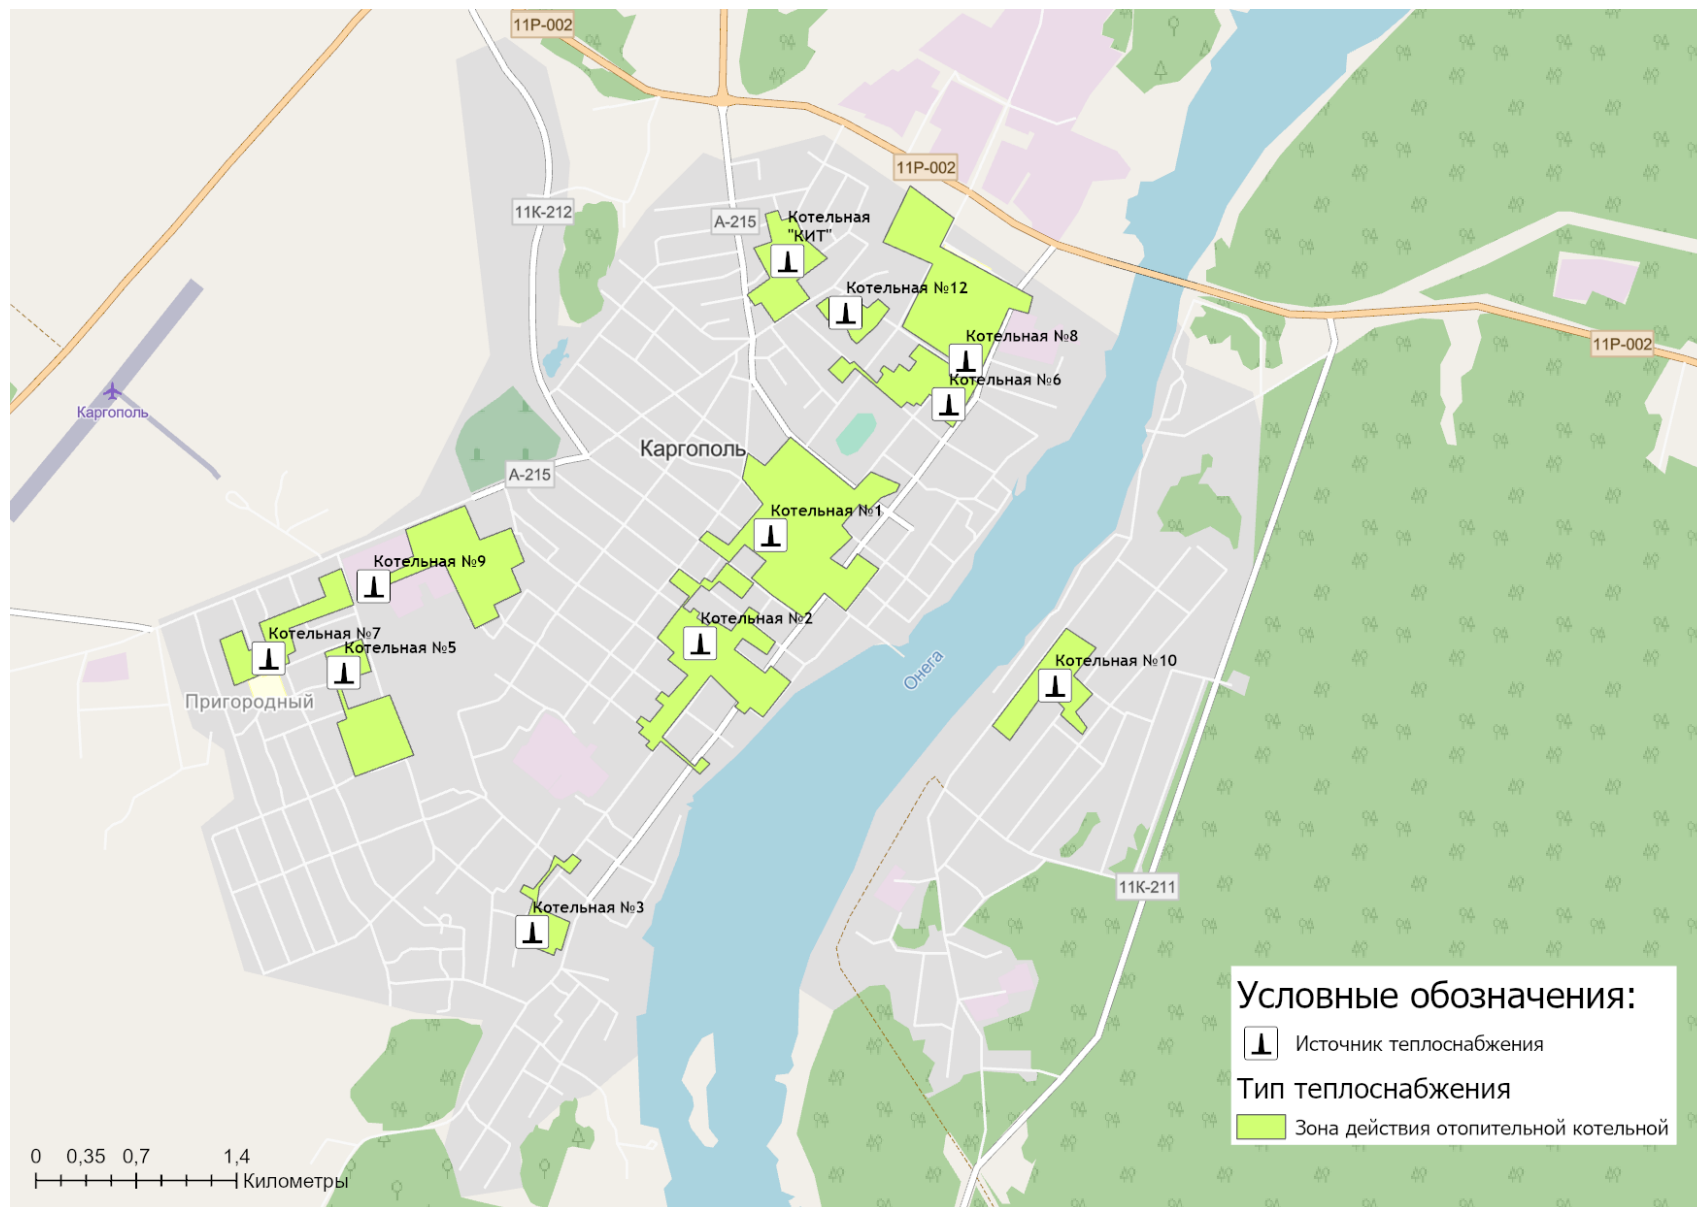 11Р-002
11Р-002
11К-212
А-215
Котельная
"КИТ"
Котельная №12
Котельная №8
11Р-002
Котельная №6
Каргополь
Каргополь
А-215
Котельная №1
Котельная №9
Котельная №2
Котельная №7
Котельная №5
Онега
Котельная №10
Пригородный
11К-211
Котельная №3
Условные обозначения:
Источник теплоснабжения
Тип теплоснабжения
Зона действия отопительной котельной
0 0,35 0,7 1,4
Километры